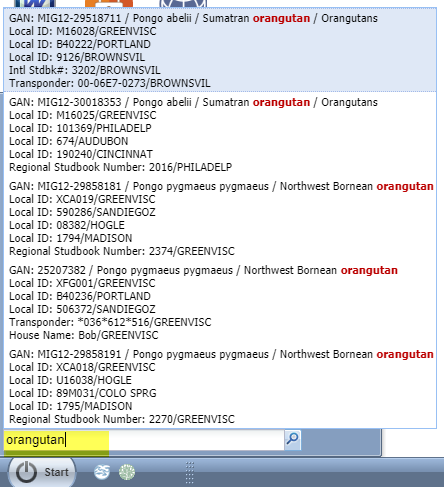 GAN: MIG12-29518711 / Pongo abelii / Sumatran orangutan / Orangutans
Local ID: M16028/GREENVISC
Local ID: B40222/PORTLAND
Local ID: 9126/BROWNSVIL
Intl Stdbk#: 3202/BROWNSVIL
Transponder: 00-06E7-0273/BROWNSVIL
GAN: MIG12-30018353 / Pongo abelii / Sumatran orangutan / Orangutans
Local ID: M16025/GREENVISC
Local ID: 101369/PHILADELP
Local ID: 674/AUDUBON
Local ID: 190240/CINCINNAT
Regional Studbook Number: 2016/PHILADELP
GAN: MIG12-29858181 / Pongo pygmaeus pygmaeus / Northwest Bornean orangutan
Local ID: XCA019/GREENVISC
Local ID: 590286/SANDIEGOZ
Local ID: 08382/HOGLE
Local ID: 1794/MADISON
Regional Studbook Number: 2374/GREENVISC
GAN: 25207382 / Pongo pygmaeus pygmaeus / Northwest Bornean orangutan
Local ID: XFG001/GREENVISC
Local ID: B40236/PORTLAND
Local ID: 506372/SANDIEGOZ
Transponder: *036*612*516/GREENVISC
House Name: Bob/GREENVISC
GAN: MIG12-29858191 / Pongo pygmaeus pygmaeus / Northwest Bornean orangutan
Local ID: XCA018/GREENVISC
Local ID: U16038/HOGLE
Local ID: 89M031/COLO SPRG
Local ID: 1795/MADISON
Regional Studbook Number: 2270/GREENVISC
orangutan
Start